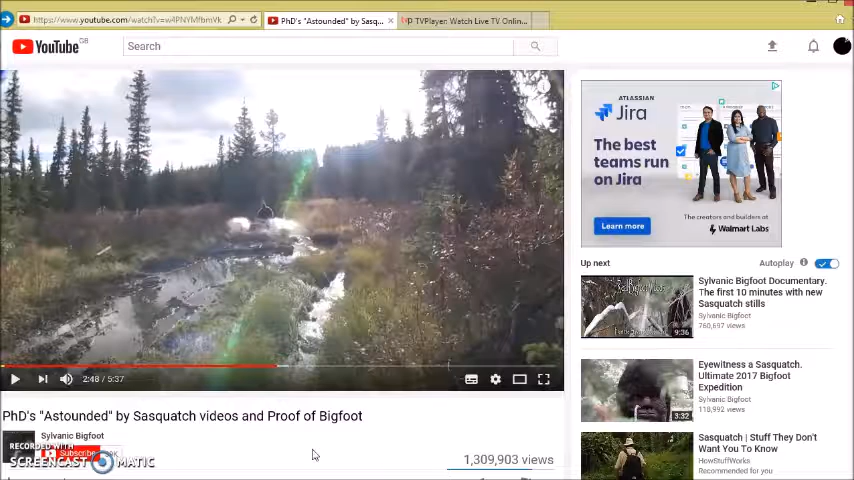 https://www.youtube.com/watch?v=w4PNYMfbmVk
PhD's "Astounded" by Sasq...
TVPlayer: Watch Live TV Onlin...
YouTube GB
Search
ATLASSIAN
Jira
The best
teams run
on Jira
Learn more
The creators and builders at
Walmart Labs
Up next
Autoplay
Sylvanic Bigfoot Documentary.
The first 10 minutes with new
Sasquatch stills
Sylvanic Bigfoot
760,697 views
9:36
Eyewitness a Sasquatch.
Ultimate 2017 Bigfoot
Expedition
Sylvanic Bigfoot
118,992 views
3:32
Sasquatch | Stuff They Don't
Want You To Know
HowStuffWorks
Recommended for you
2:48 / 5:37
PhD's "Astounded" by Sasquatch videos and Proof of Bigfoot
Sylvanic Bigfoot
Subscribe
RECORDED WITH
SCREENCAST MATIC
1,309,903 views